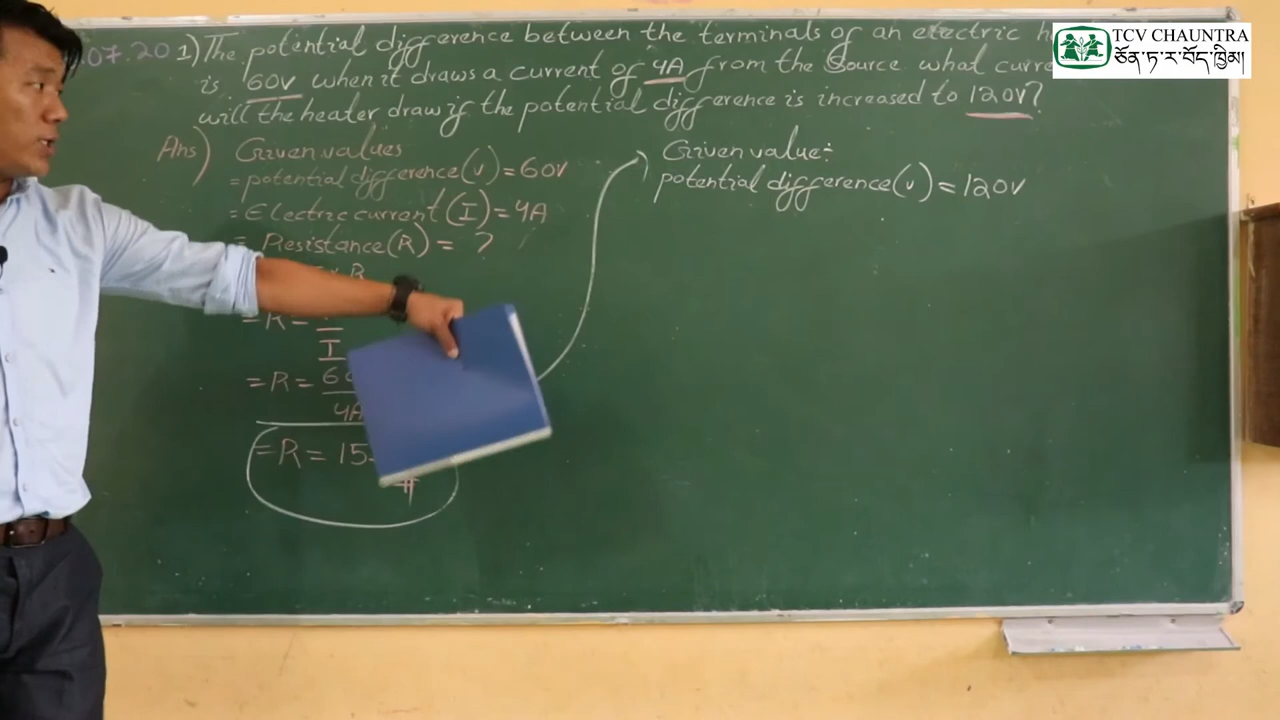 TCV CHAUNTRA
ཅོན་ཏ་ར་བོད་ཁྱིམ།
07.20 1) The potential difference between the terminals of an electric h
is 60V when it draws a current of 4A from the source what curre
will the heater draw if the potential difference is increased to 120V?
Ans) Given values
= potential difference (V) = 60V
= Electric current (I) = 4A
= Resistance (R) = ?
R
= R =
I
= R = 60
4A
= R = 15
Given value:
potential difference (V) = 120V